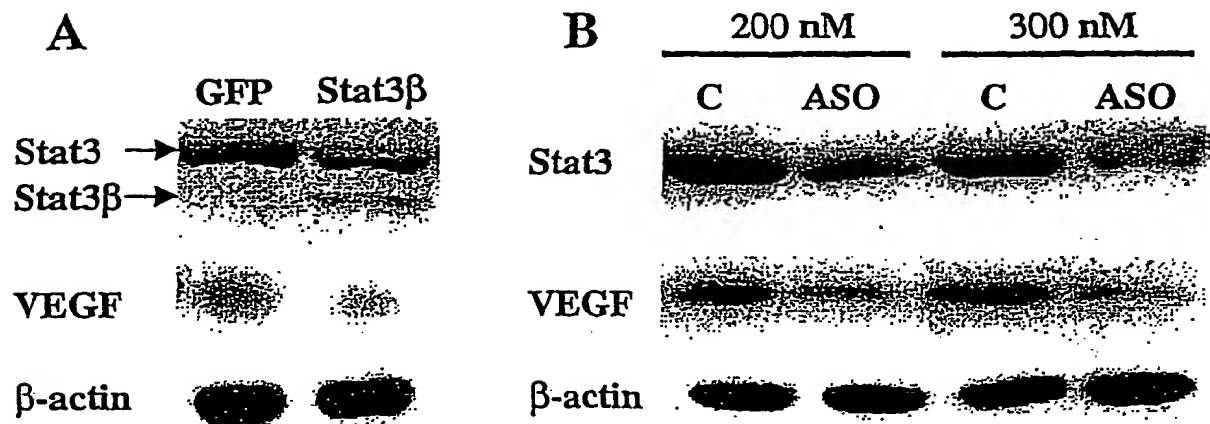 A
GFP Stat3β
Stat3
Stat3β
VEGF
β-actin
B
200 nM 300 nM
C ASO C ASO
Stat3
VEGF
β-actin